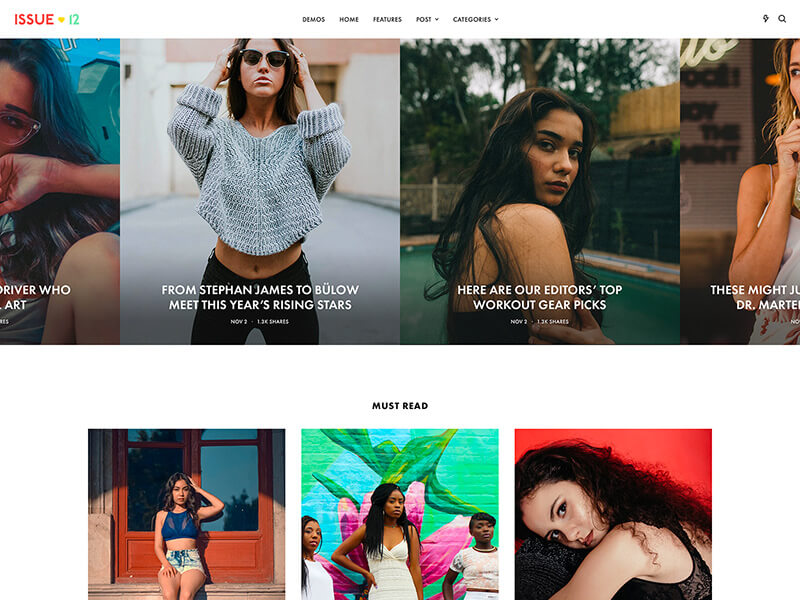 ISSUE 12
DEMOS HOME FEATURES POST CATEGORIES
DRIVER WHO
ART
FROM STEPHAN JAMES TO BÜLOW
MEET THIS YEAR'S RISING STARS
NOV 2 · 1.3K SHARES
HERE ARE OUR EDITORS' TOP
WORKOUT GEAR PICKS
NOV 2 · 1.3K SHARES
THESE MIGHT JU
DR. MARTE
NO
MUST READ